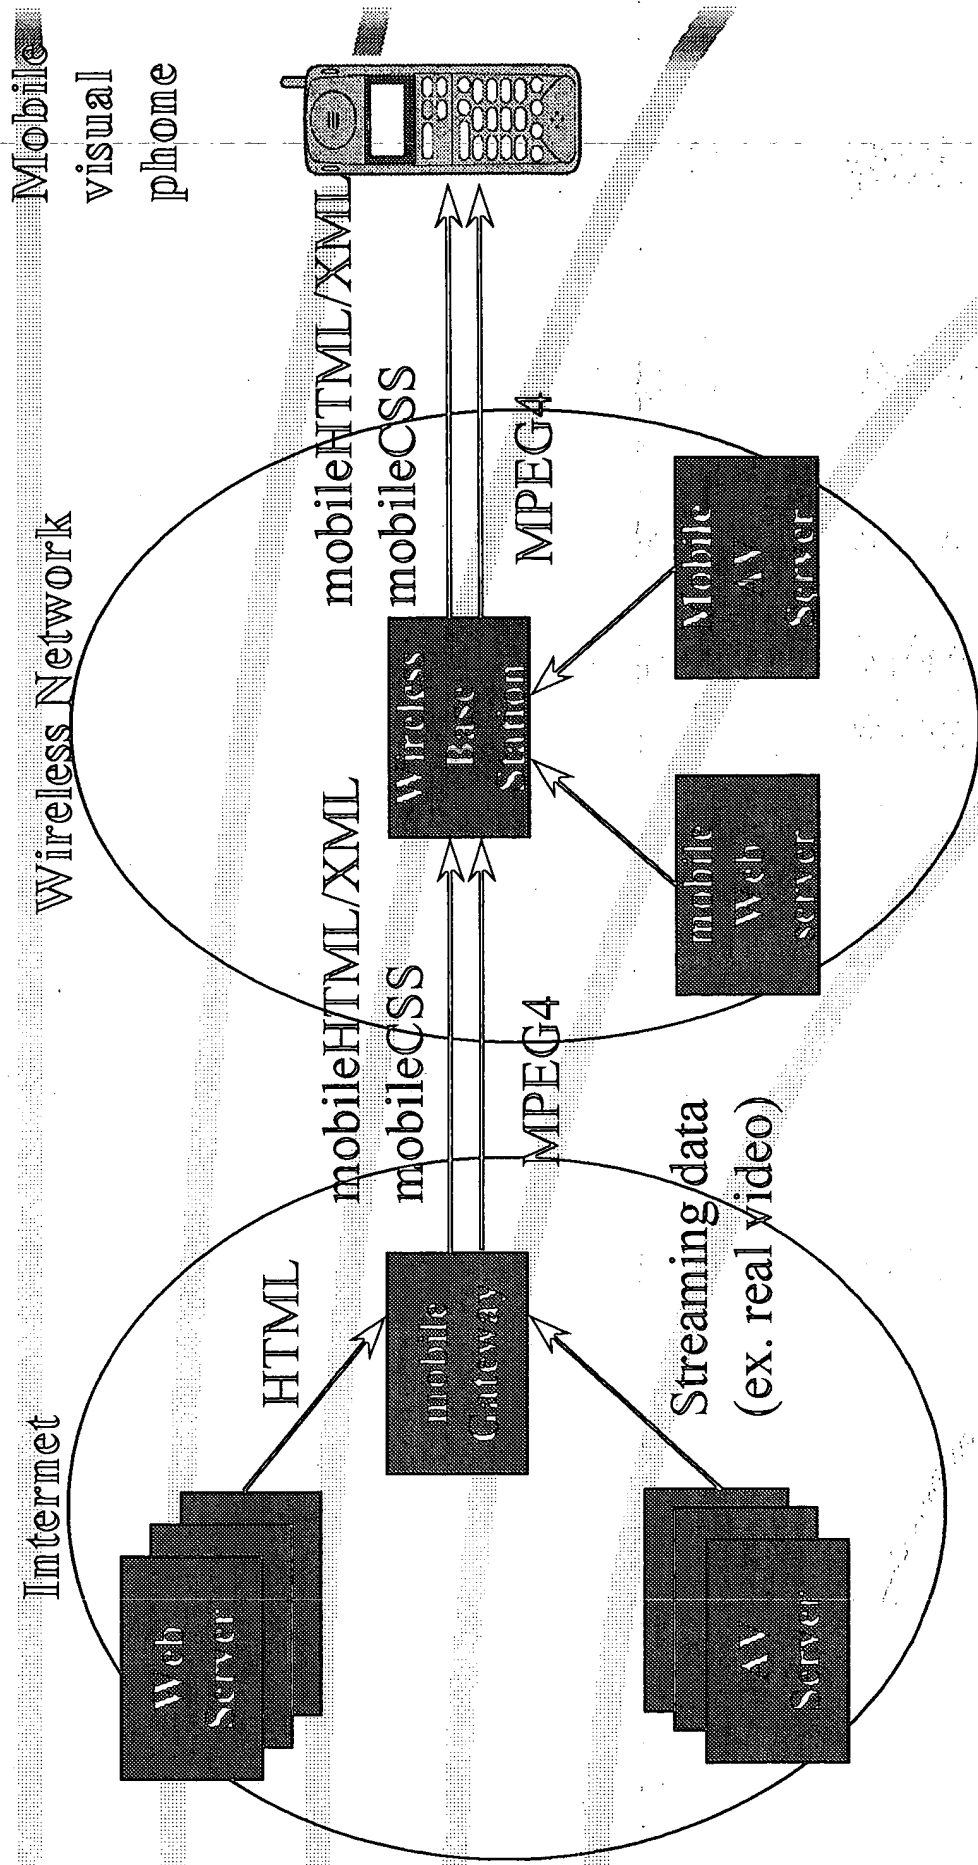 Internet
Wireless Network
Mobile
visual
phone
Web
Server
HTML
mobileHTML/XML
mobileCSS
mobileHTML/XML
mobileCSS
mobile
Gateway
Wireless
Base
Station
MPEG4
MPEG4
Streaming data
(ex. real video)
AV
Server
mobile
Web
server
Mobile
AV
Server